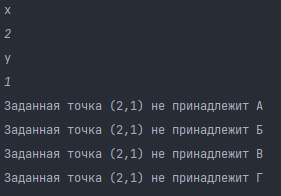 x
2
y
1
Заданная точка (2,1) не принадлежит А
Заданная точка (2,1) не принадлежит Б
Заданная точка (2,1) не принадлежит В
Заданная точка (2,1) не принадлежит Г